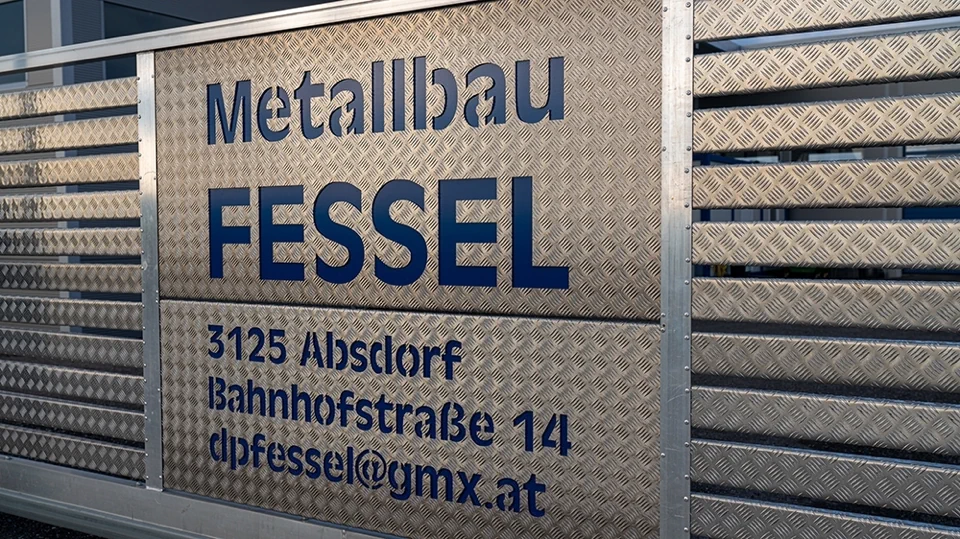 Metallbau
FESSEL
3125 Absdorf
Bahnhofstraße 14
dpfessel@gmx.at